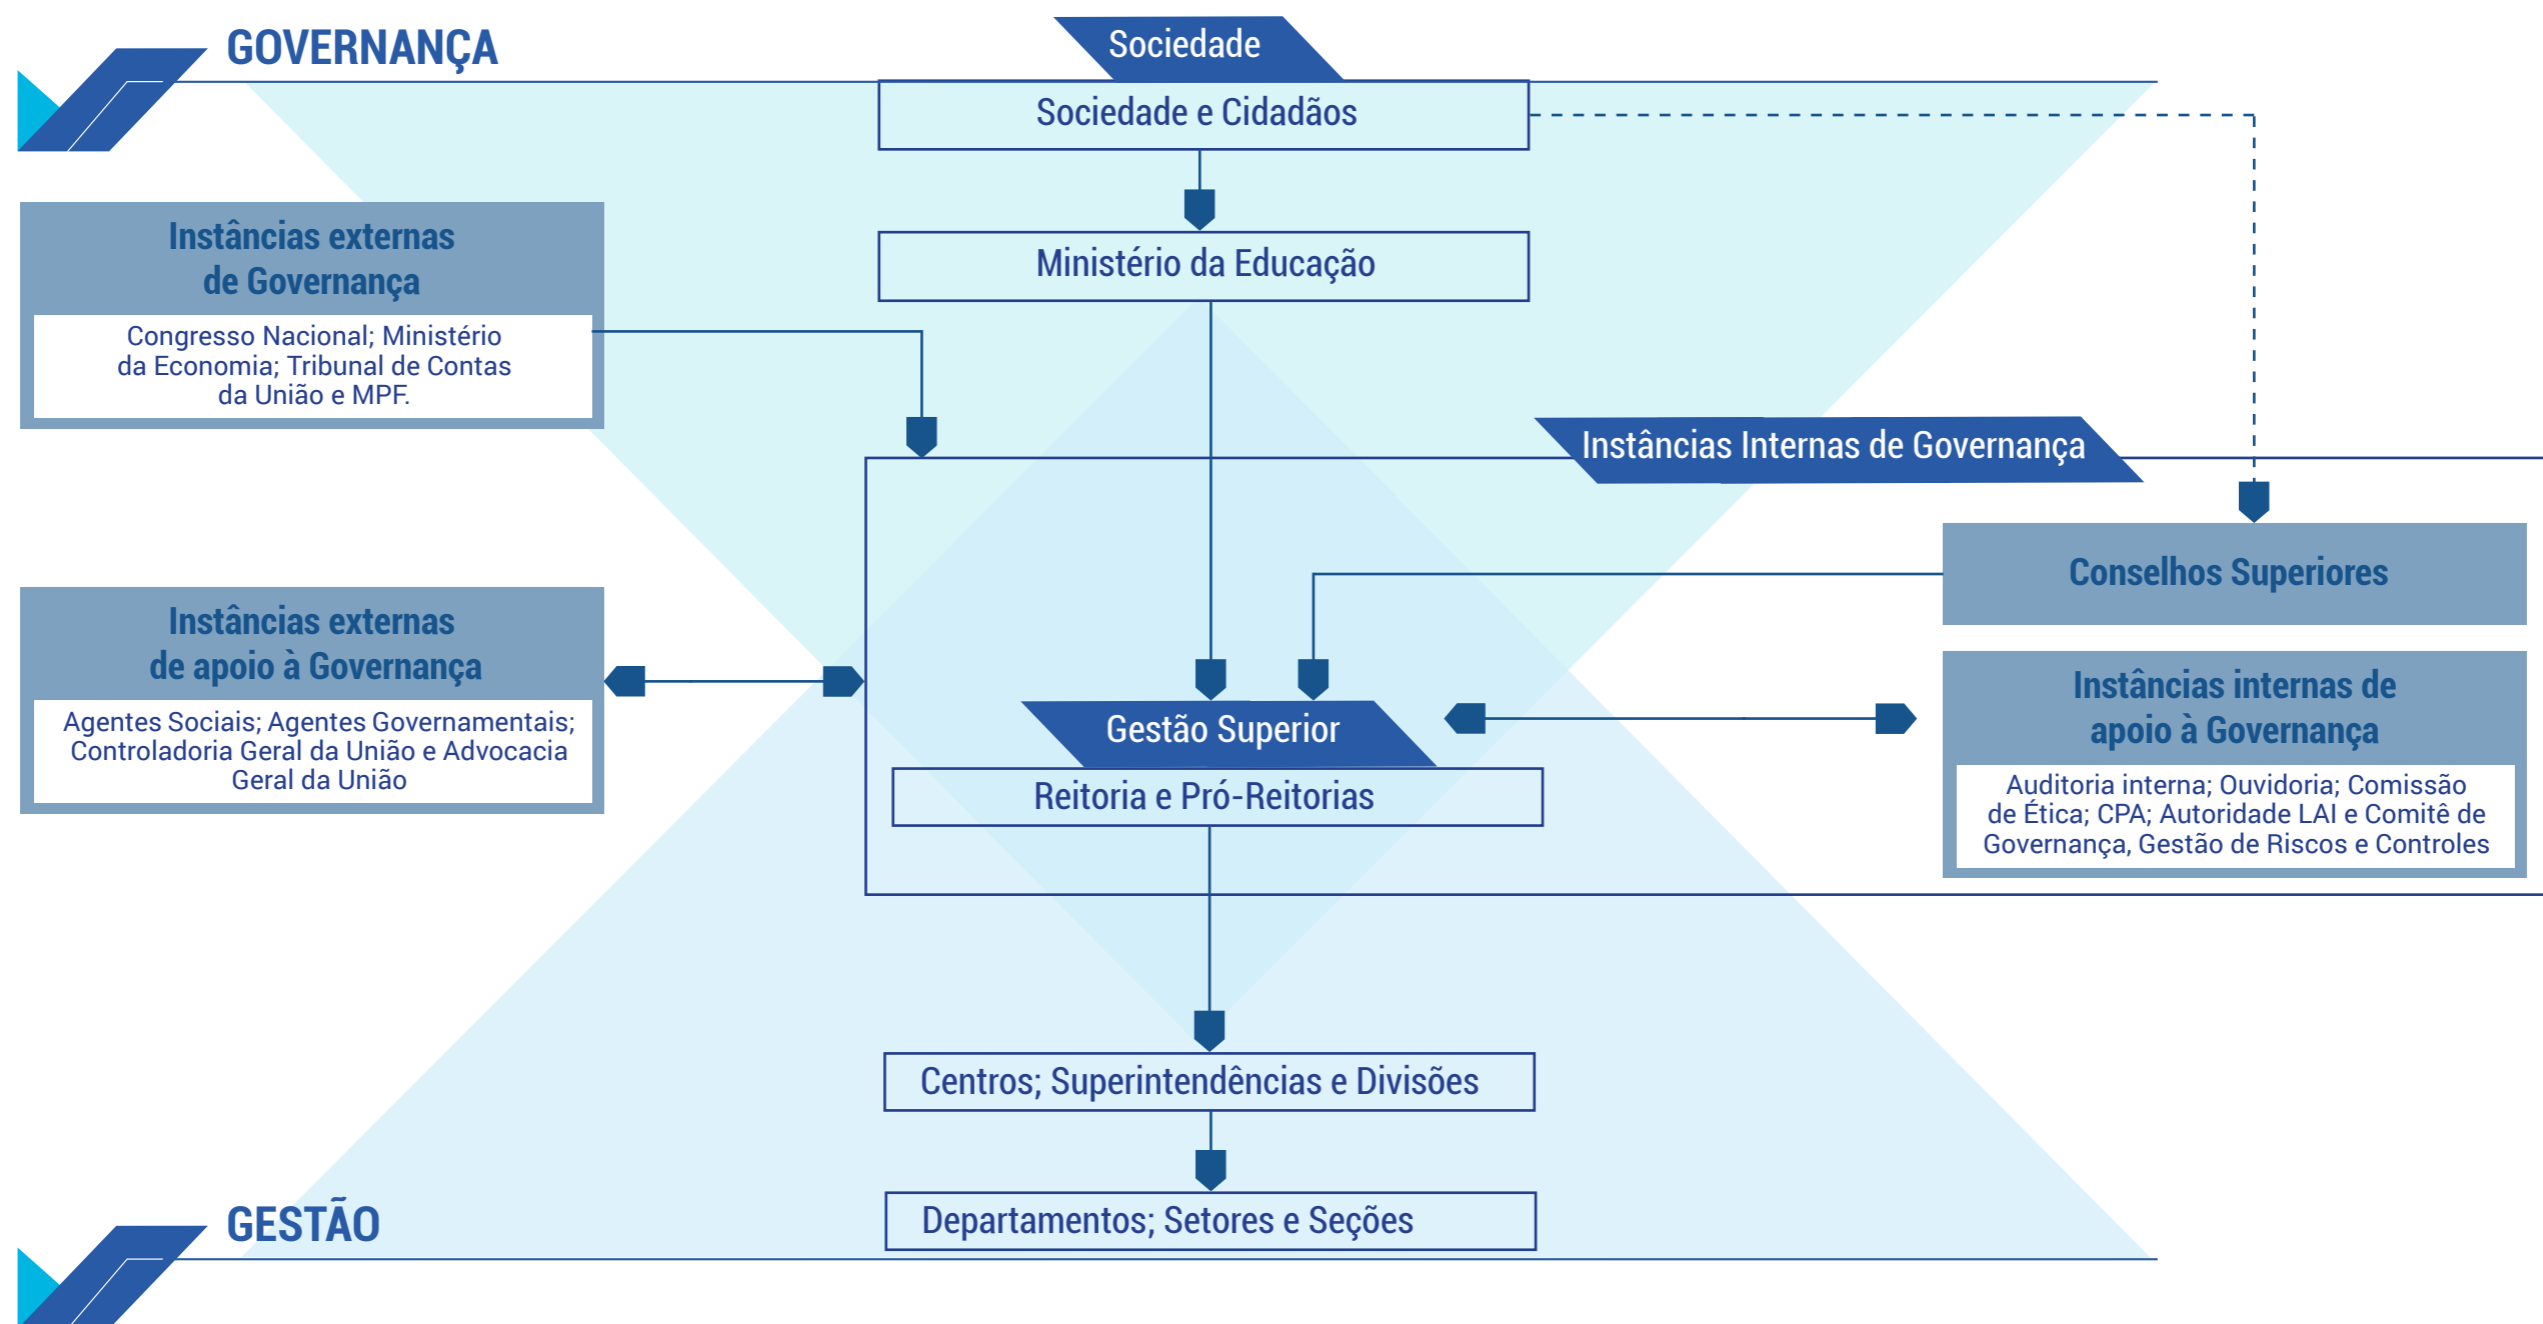 GOVERNANÇA
Sociedade
Sociedade e Cidadãos
Instâncias externas
de Governança
Congresso Nacional; Ministério
da Economia; Tribunal de Contas
da União e MPF.
Ministério da Educação
Instâncias Internas de Governança
Conselhos Superiores
Instâncias externas
de apoio à Governança
Agentes Sociais; Agentes Governamentais;
Controladoria Geral da União e Advocacia
Geral da União
Gestão Superior
Reitoria e Pró-Reitorias
Instâncias internas de
apoio à Governança
Auditoria interna; Ouvidoria; Comissão
de Ética; CPA; Autoridade LAI e Comitê de
Governança, Gestão de Riscos e Controles
Centros; Superintendências e Divisões
Departamentos; Setores e Seções
GESTÃO